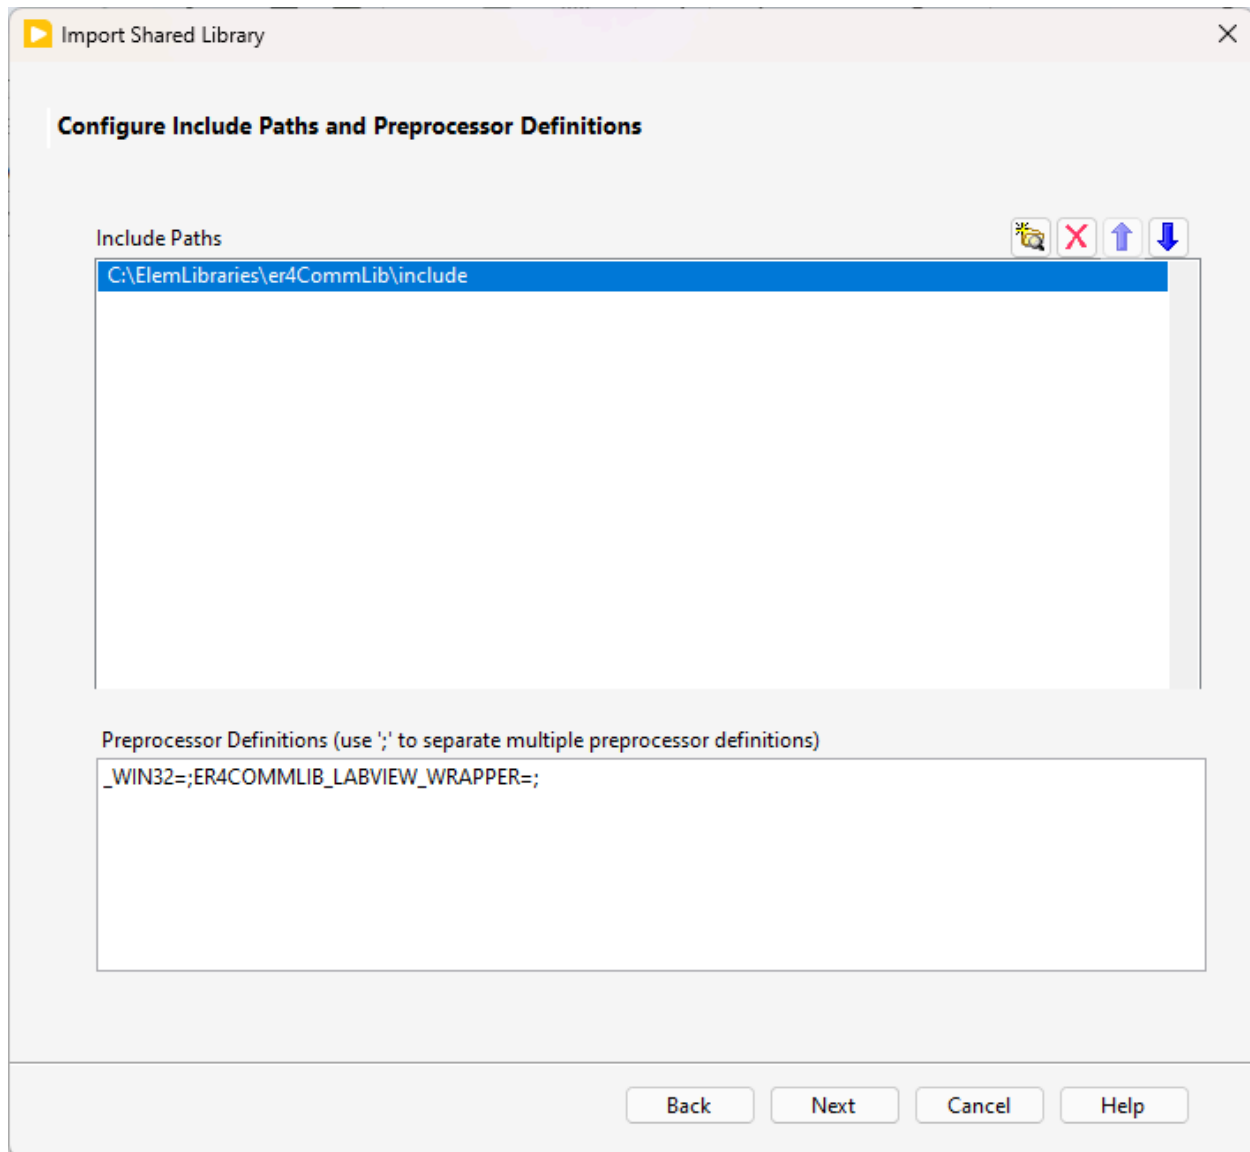 Import Shared Library
Configure Include Paths and Preprocessor Definitions
Include Paths
C:\ElemLibraries\er4CommLib\include
Preprocessor Definitions (use ';' to separate multiple preprocessor definitions)
_WIN32=;ER4COMMLIB_LABVIEW_WRAPPER=;
Back Next Cancel Help